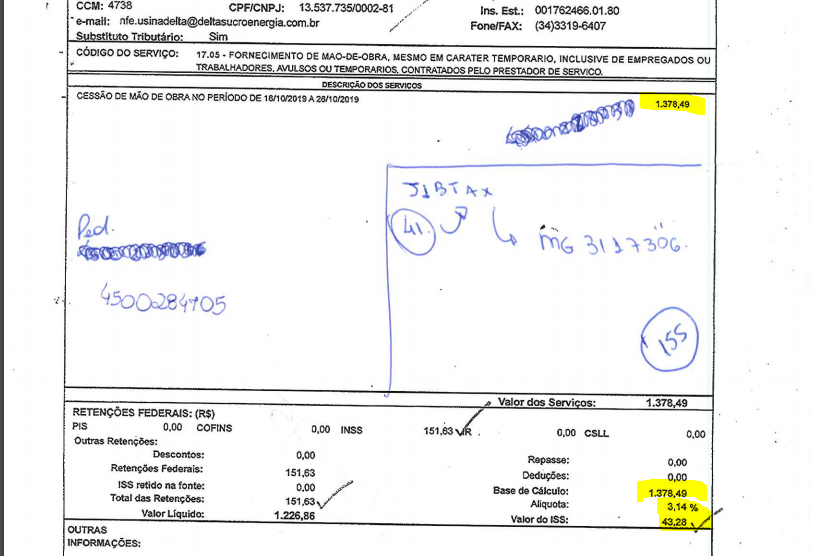 CCM: 4738 CPF/CNPJ: 13.537.735/0002-81 Ins. Est.: 001762466.01.80
e-mail: nfe.usinadelta@deltasucroenergia.com.br Fone/FAX: (34)3319-6407
Substituto Tributário: Sim
CÓDIGO DO SERVIÇO: 17.05 - FORNECIMENTO DE MAO-DE-OBRA, MESMO EM CARATER TEMPORARIO, INCLUSIVE DE EMPREGADOS OU
TRABALHADORES, AVULSOS OU TEMPORARIOS, CONTRATADOS PELO PRESTADOR DE SERVICO.
DESCRIÇÃO DOS SERVIÇOS
CESSÃO DE MÃO DE OBRA NO PERÍODO DE 16/10/2019 A 26/10/2019 1.378,49
J1BTAX
41
Ped.
MG 3117306.
4500284705
ISS
Valor dos Serviços: 1.378,49
RETENÇÕES FEDERAIS: (R$)
PIS 0,00 COFINS 0,00 INSS 151,63 IR 0,00 CSLL 0,00
Outras Retenções:
Descontos: 0,00 Repasse: 0,00
Retenções Federais: 151,63 Deduções: 0,00
ISS retido na fonte: 0,00 Base de Cálculo: 1.378,49
Total das Retenções: 151,63 Aliquota: 3,14 %
Valor Líquido: 1.226,86 Valor do ISS: 43,28
OUTRAS
INFORMAÇÕES: